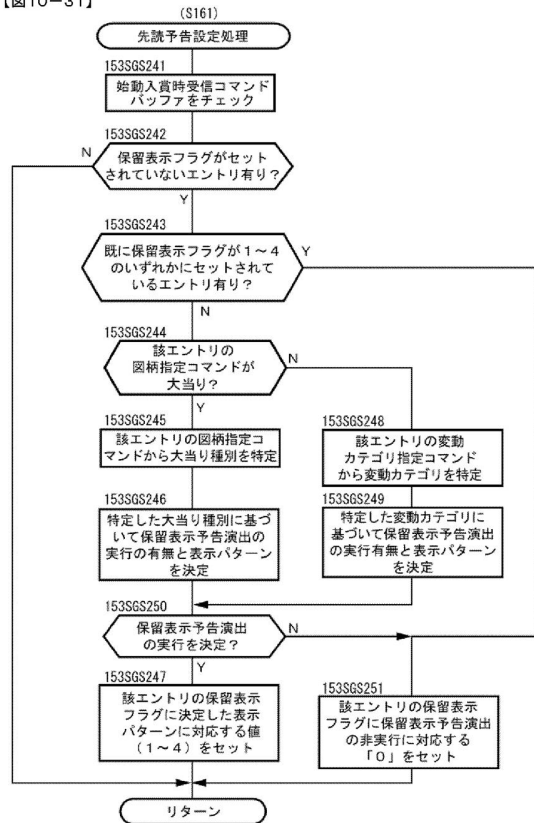 【図10-31】
(S161)
先読予告設定処理
153SGS241
始動入賞時受信コマンド
バッファをチェック
153SGS242
N
保留表示フラグがセット
されていないエントリ有り？
Y
153SGS243
既に保留表示フラグが１～４
のいずれかにセットされて
いるエントリ有り？
Y
N
153SGS244
該エントリの
図柄指定コマンドが
大当り？
N
Y
153SGS245
該エントリの図柄指定コ
マンドから大当り種別を特定
153SGS248
該エントリの変動
カテゴリ指定コマンド
から変動カテゴリを特定
153SGS246
特定した大当り種別に基づ
いて保留表示予告演出の
実行の有無と表示パターン
を決定
153SGS249
特定した変動カテゴリに
基づいて保留表示予告演出
の実行有無と表示パターン
を決定
153SGS250
保留表示予告演出
の実行を決定？
N
Y
153SGS247
該エントリの保留表示
フラグに決定した表示
パターンに対応する値
（１～４）をセット
153SGS251
該エントリの保留表示
フラグに保留表示予告演出
の非実行に対応する
「０」をセット
リターン